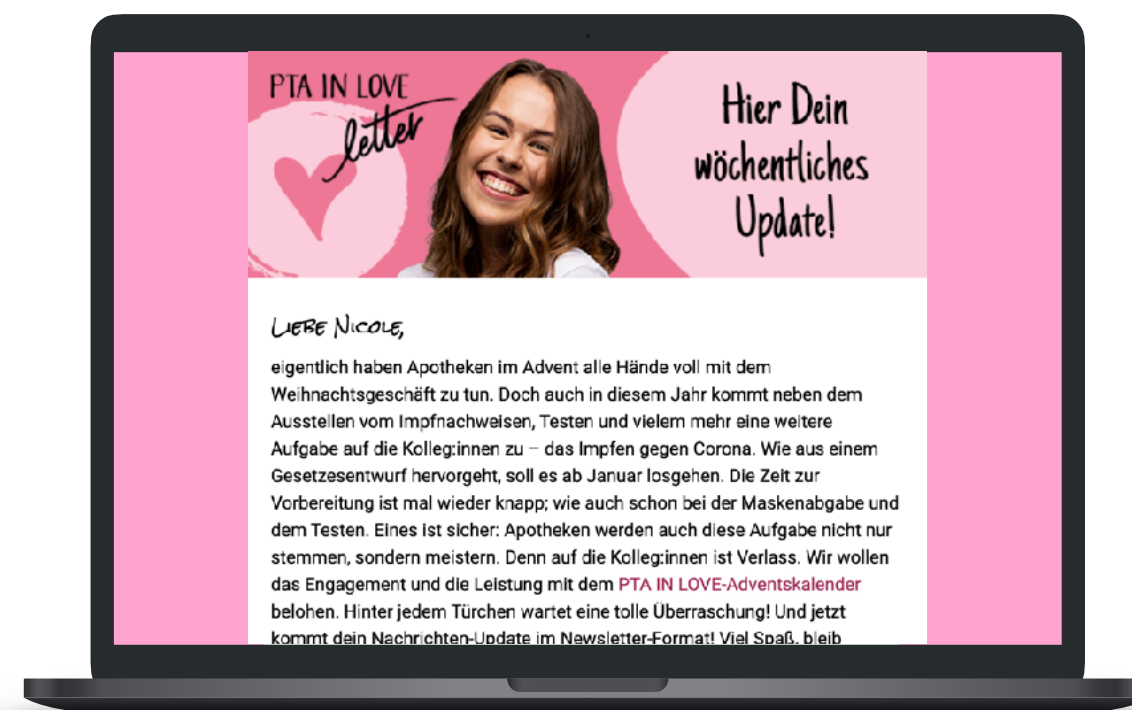 PTA IN LOVE
letter
Hier Dein
wöchentliches
Update!
LIEBE NICOLE,
eigentlich haben Apotheken im Advent alle Hände voll mit dem
Weihnachtsgeschäft zu tun. Doch auch in diesem Jahr kommt neben dem
Ausstellen vom Impfnachweisen, Testen und vielem mehr eine weitere
Aufgabe auf die Kolleg:innen zu – das Impfen gegen Corona. Wie aus einem
Gesetzesentwurf hervorgeht, soll es ab Januar losgehen. Die Zeit zur
Vorbereitung ist mal wieder knapp; wie auch schon bei der Maskenabgabe und
dem Testen. Eines ist sicher: Apotheken werden auch diese Aufgabe nicht nur
stemmen, sondern meistern. Denn auf die Kolleg:innen ist Verlass. Wir wollen
das Engagement und die Leistung mit dem PTA IN LOVE-Adventskalender
belohen. Hinter jedem Türchen wartet eine tolle Überraschung! Und jetzt
kommt dein Nachrichten-Update im Newsletter-Format! Viel Spaß, bleib